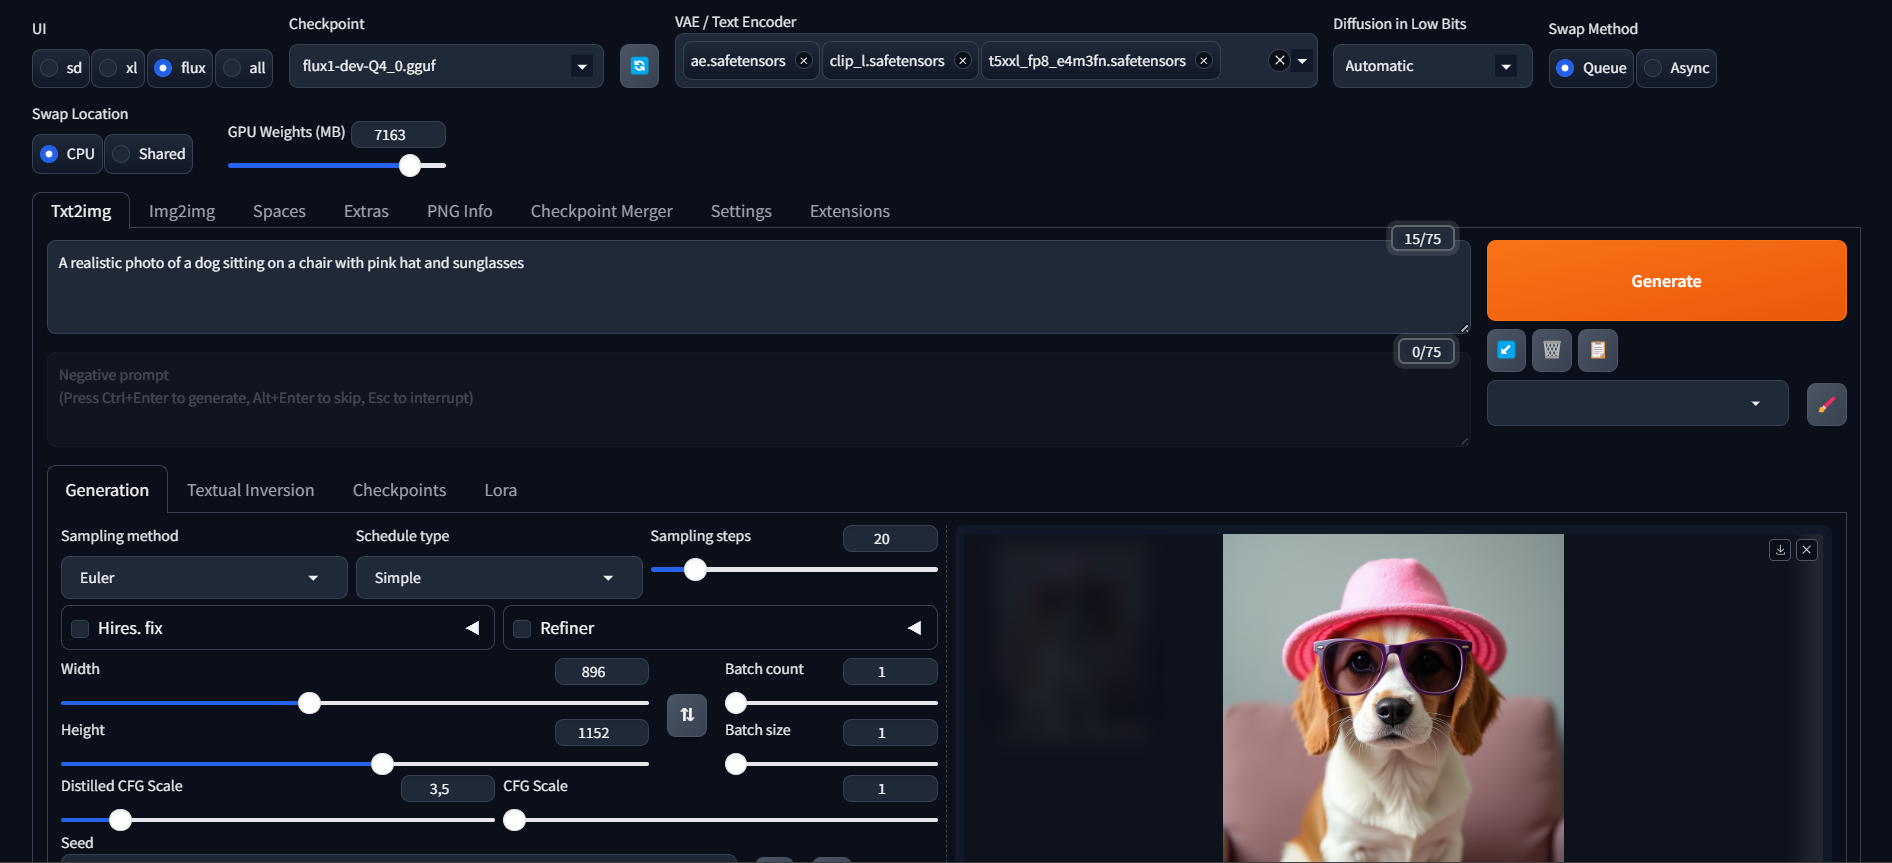 UI
sd
xl
flux
all
Checkpoint
flux1-dev-Q4_0.gguf
VAE / Text Encoder
ae.safetensors
clip_l.safetensors
t5xxl_fp8_e4m3fn.safetensors
Diffusion in Low Bits
Automatic
Swap Method
Queue
Async
Swap Location
CPU
Shared
GPU Weights (MB)
7163
Txt2img
Img2img
Spaces
Extras
PNG Info
Checkpoint Merger
Settings
Extensions
15/75
A realistic photo of a dog sitting on a chair with pink hat and sunglasses
Generate
0/75
Negative prompt
(Press Ctrl+Enter to generate, Alt+Enter to skip, Esc to interrupt)
Generation
Textual Inversion
Checkpoints
Lora
Sampling method
Euler
Schedule type
Simple
Sampling steps
20
Hires. fix
Refiner
Width
896
Batch count
1
Height
1152
Batch size
1
Distilled CFG Scale
3,5
CFG Scale
1
Seed